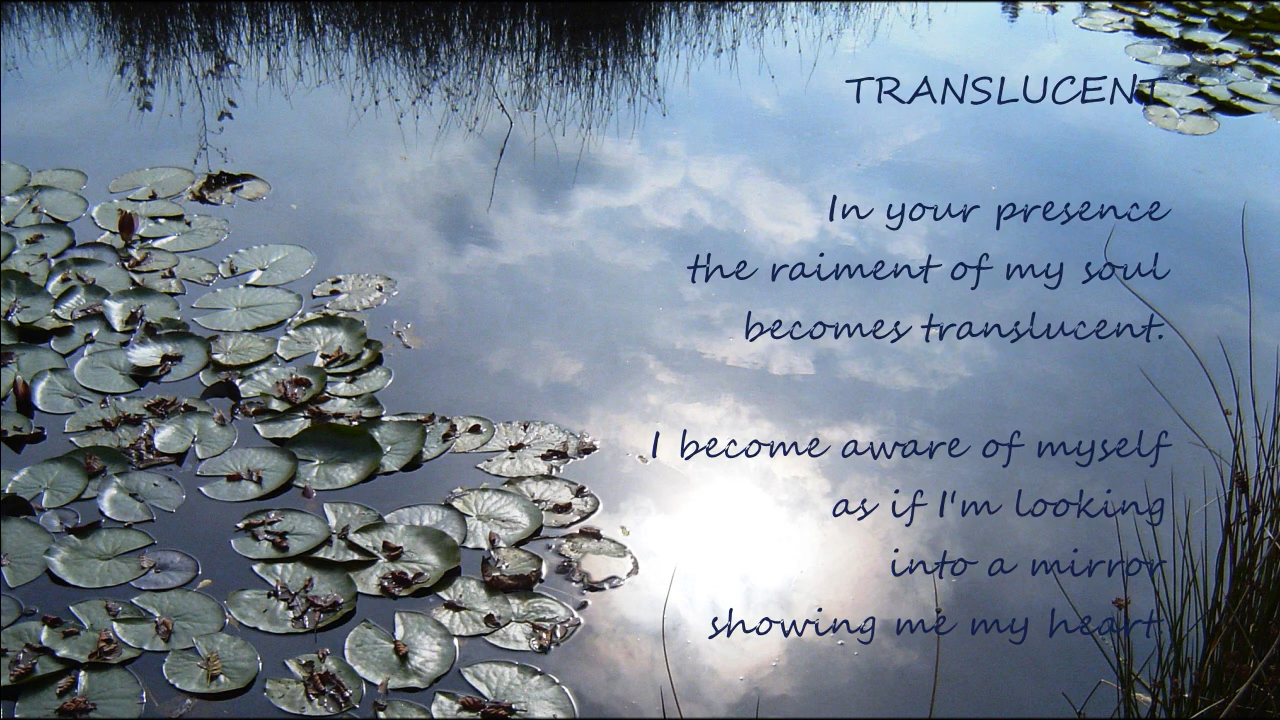 TRANSLUCENT
In your presence
the raiment of my soul
becomes translucent.
I become aware of myself
as if I'm looking
into a mirror
showing me my heart.